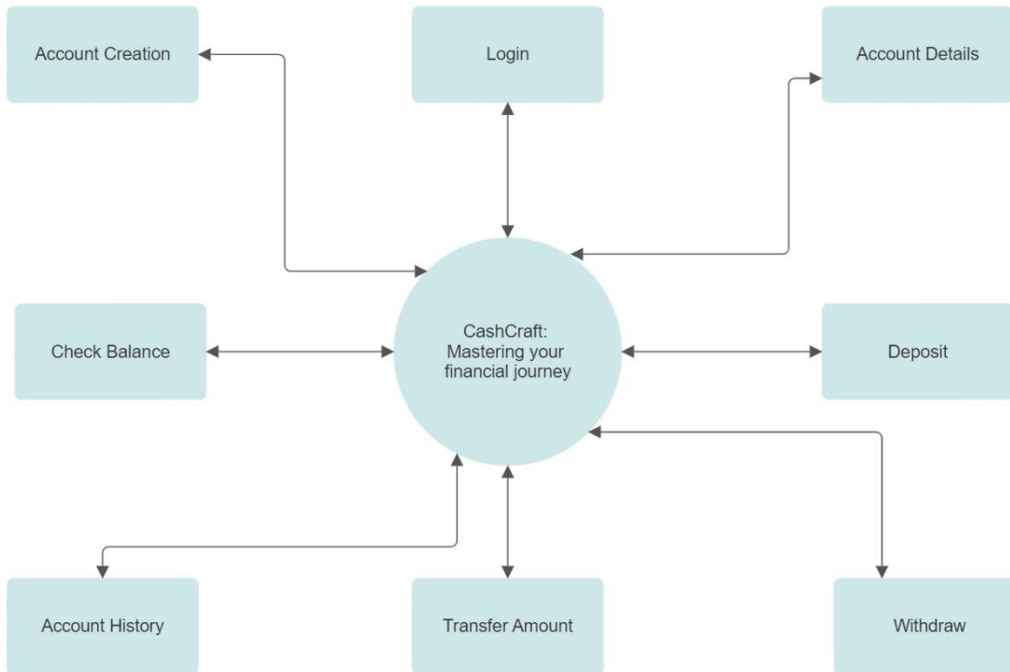 Account Creation
Login
Account Details
Check Balance
CashCraft:
Mastering your
financial journey
Deposit
Account History
Transfer Amount
Withdraw